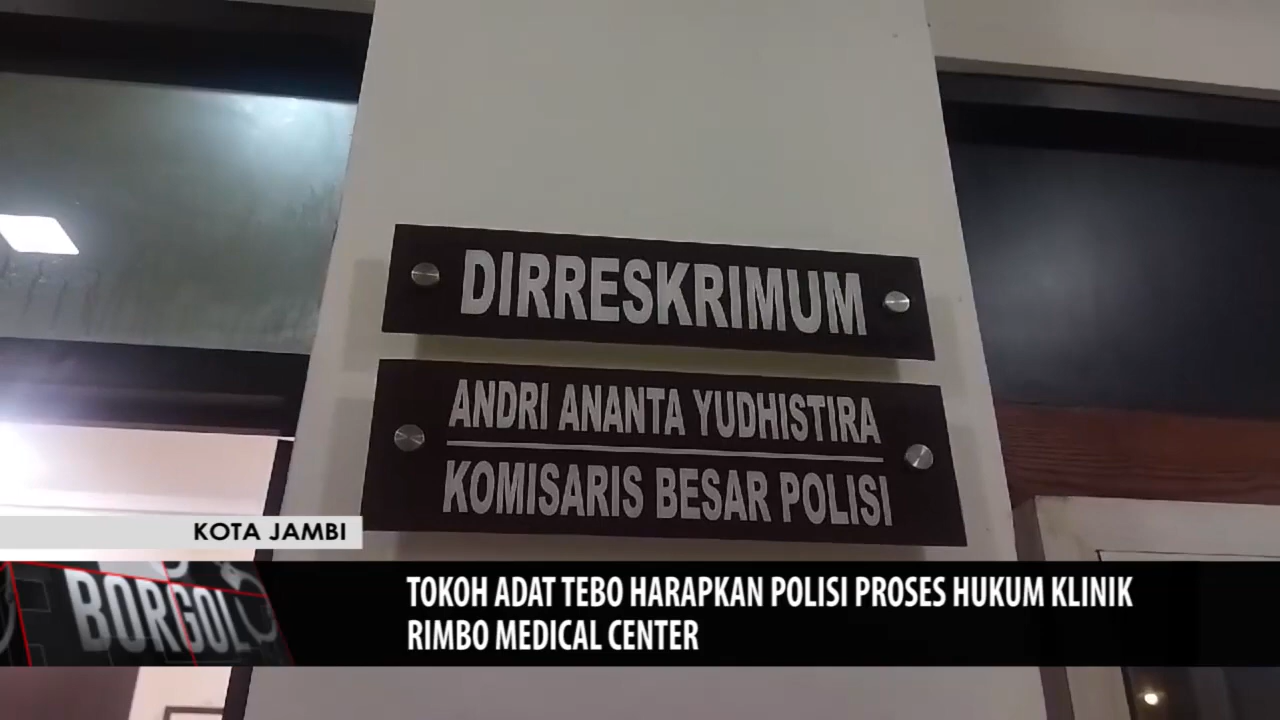 DIRRESKRIMUM
ANDRI ANANTA YUDHISTIRA
KOMISARIS BESAR POLISI
KOTA JAMBI
BORGOL
TOKOH ADAT TEBO HARAPKAN POLISI PROSES HUKUM KLINIK
RIMBO MEDICAL CENTER